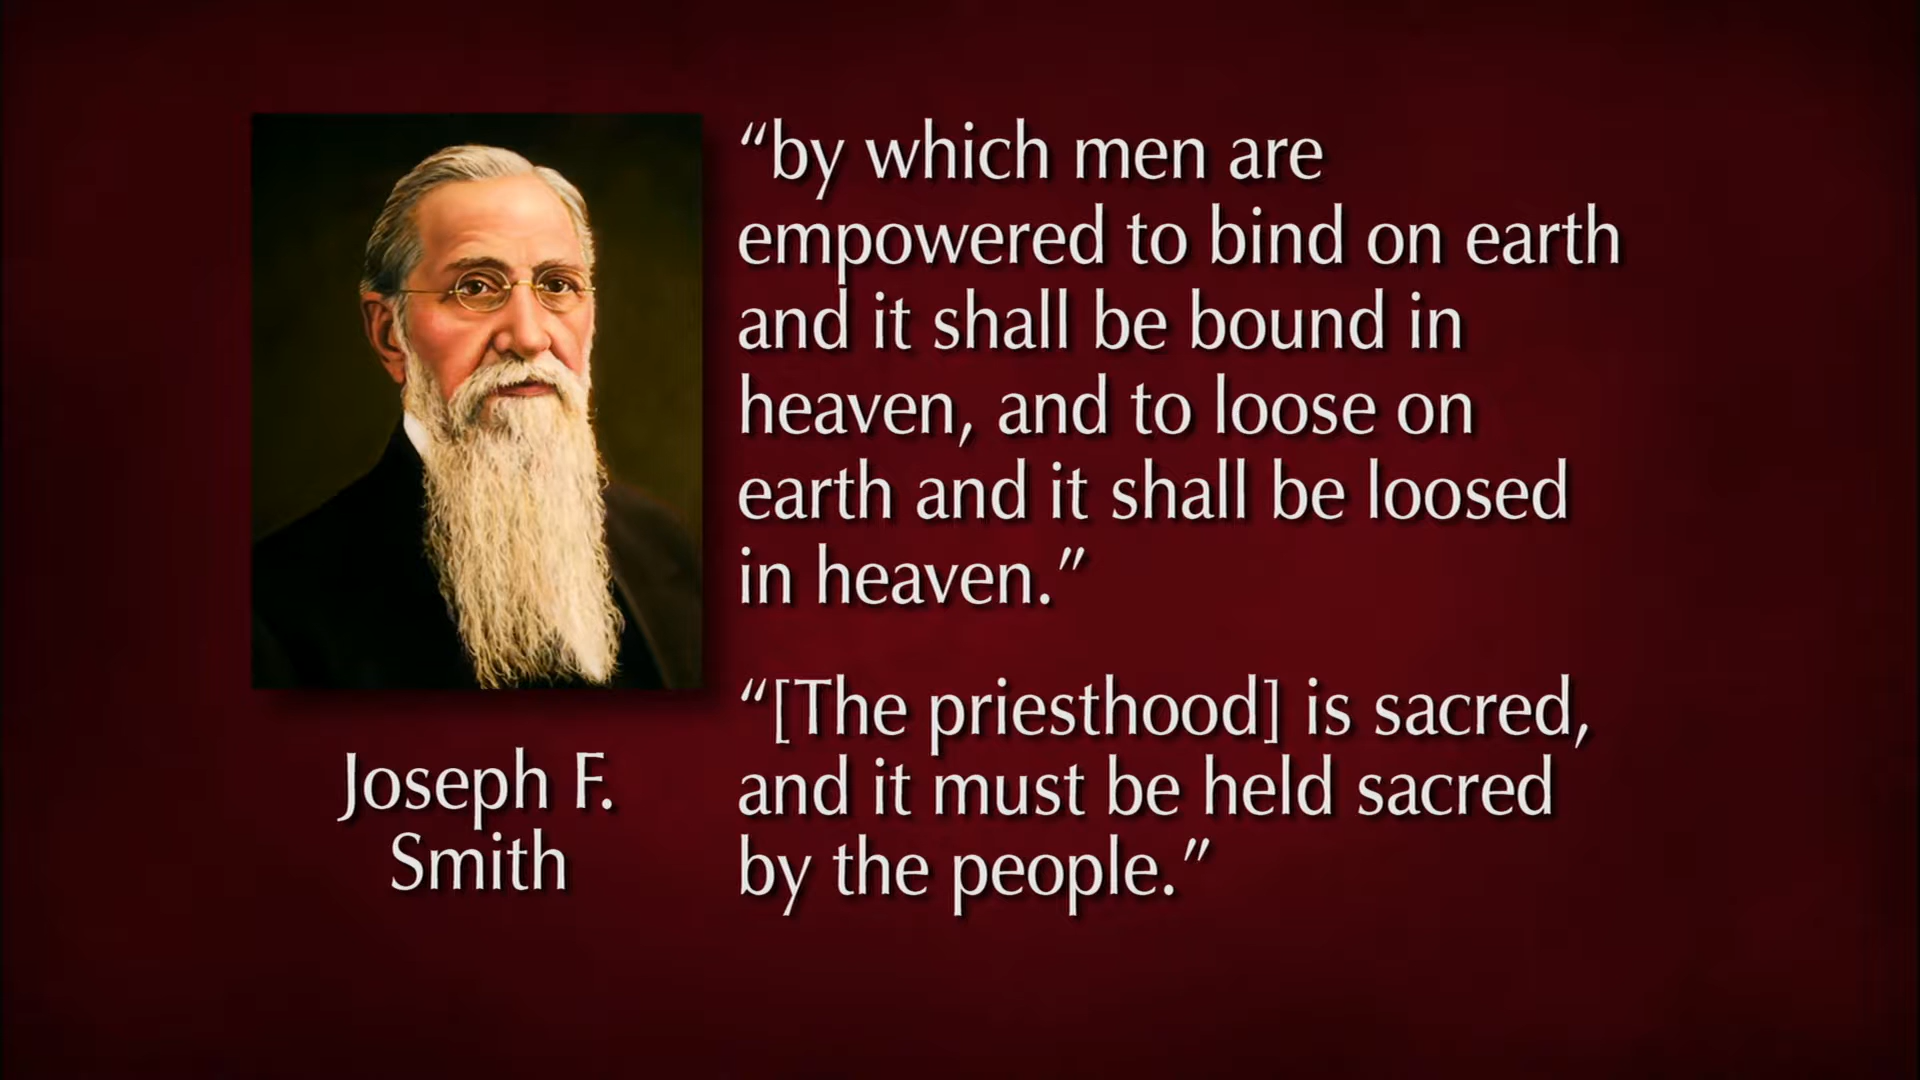 “by which men are
empowered to bind on earth
and it shall be bound in
heaven, and to loose on
earth and it shall be loosed
in heaven.”
“[The priesthood] is sacred,
and it must be held sacred
by the people.”
Joseph F.
Smith